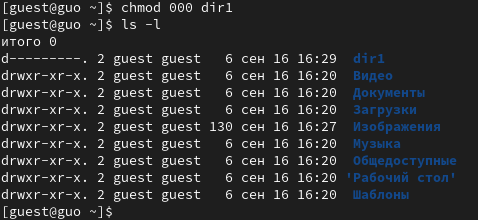 [guest@guo ~]$ chmod 000 dir1
[guest@guo ~]$ ls -l
итого 0
d---------. 2 guest guest   6 сен 16 16:29  dir1
drwxr-xr-x. 2 guest guest   6 сен 16 16:20  Видео
drwxr-xr-x. 2 guest guest   6 сен 16 16:20  Документы
drwxr-xr-x. 2 guest guest   6 сен 16 16:20  Загрузки
drwxr-xr-x. 2 guest guest 130 сен 16 16:27  Изображения
drwxr-xr-x. 2 guest guest   6 сен 16 16:20  Музыка
drwxr-xr-x. 2 guest guest   6 сен 16 16:20  Общедоступные
drwxr-xr-x. 2 guest guest   6 сен 16 16:20 'Рабочий стол'
drwxr-xr-x. 2 guest guest   6 сен 16 16:20  Шаблоны
[guest@guo ~]$